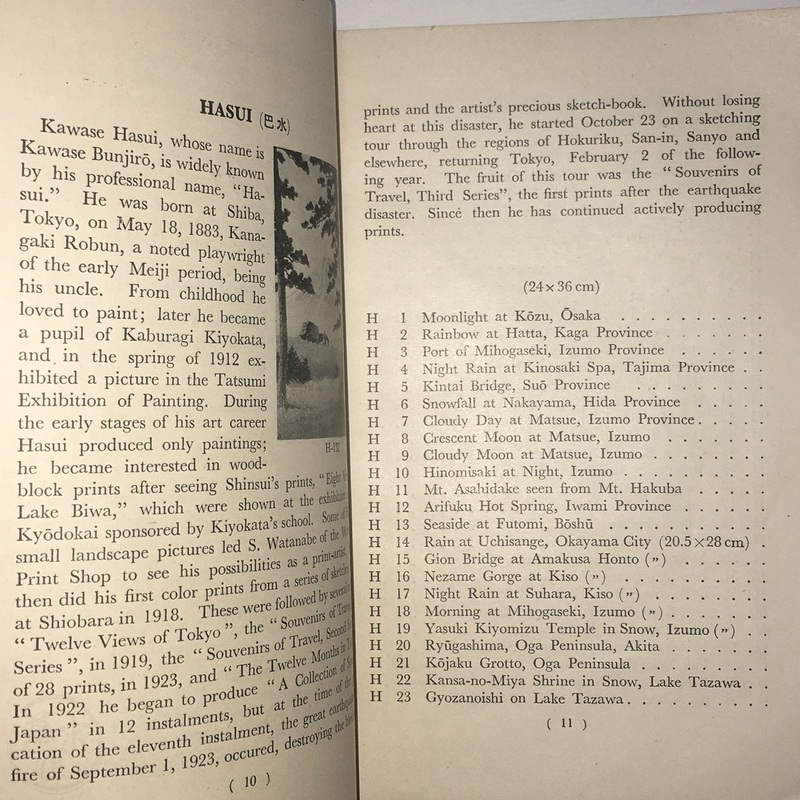 HASUI (巴水)
Kawase Hasui, whose name is
Kawase Bunjirō, is widely known
by his professional name, "Ha-
sui." He was born at Shiba,
Tokyo, on May 18, 1883, Kana-
gaki Robun, a noted playwright
of the early Meiji period, being
his uncle. From childhood he
loved to paint; later he became
a pupil of Kaburagi Kiyokata,
and in the spring of 1912 ex-
hibited a picture in the Tatsumi
Exhibition of Painting. During
the early stages of his art career
Hasui produced only paintings;
he became interested in wood-
block prints after seeing Shinsui's prints, "Eight
Lake Biwa," which were shown at the exhibition
Kyōdokai sponsored by Kiyokata's school. Some of
small landscape pictures led S. Watanabe of the
Print Shop to see his possibilities as a print-artist,
then did his first color prints from a series of sketches
at Shiobara in 1918. These were followed by several
"Twelve Views of Tokyo", the "Souvenirs of Travel,
Series", in 1919, the "Souvenirs of Travel, Second
of 28 prints, in 1923, and "The Twelve Months in
In 1922 he began to produce "A Collection of
Japan" in 12 instalments, but at the time of the
cation of the eleventh instalment, the great earthquake
fire of September 1, 1923, occured, destroying the
( 10 )
H-132
prints and the artist's precious sketch-book. Without losing
heart at this disaster, he started October 23 on a sketching
tour through the regions of Hokuriku, San-in, Sanyo and
elsewhere, returning Tokyo, February 2 of the follow-
ing year. The fruit of this tour was the "Souvenirs of
Travel, Third Series", the first prints after the earthquake
disaster. Since then he has continued actively producing
prints.
(24×36 cm)
H 1 Moonlight at Kōzu, Ōsaka . . . . . . . . . .
H 2 Rainbow at Hatta, Kaga Province . . . . . . .
H 3 Port of Mihogaseki, Izumo Province . . . . . .
H 4 Night Rain at Kinosaki Spa, Tajima Province . .
H 5 Kintai Bridge, Suō Province . . . . . . . .
H 6 Snowfall at Nakayama, Hida Province . . . . .
H 7 Cloudy Day at Matsue, Izumo Province . . . .
H 8 Crescent Moon at Matsue, Izumo . . . . . . .
H 9 Cloudy Moon at Matsue, Izumo . . . . . . .
H 10 Hinomisaki at Night, Izumo . . . . . . . . .
H 11 Mt. Asahidake seen from Mt. Hakuba . . . . .
H 12 Arifuku Hot Spring, Iwami Province . . . . .
H 13 Seaside at Futomi, Bōshū . . . . . . . . .
H 14 Rain at Uchisange, Okayama City (20.5×28 cm) .
H 15 Gion Bridge at Amakusa Honto (〃) . . . . . .
H 16 Nezame Gorge at Kiso (〃) . . . . . . . . .
H 17 Night Rain at Suhara, Kiso (〃) . . . . . . .
H 18 Morning at Mihogaseki, Izumo (〃) . . . . . .
H 19 Yasuki Kiyomizu Temple in Snow, Izumo (〃) . .
H 20 Ryūgashima, Oga Peninsula, Akita . . . . . .
H 21 Kōjaku Grotto, Oga Peninsula . . . . . . . .
H 22 Kansa-no-Miya Shrine in Snow, Lake Tazawa . .
H 23 Gyozanoishi on Lake Tazawa . . . . . . . . .
( 11 )